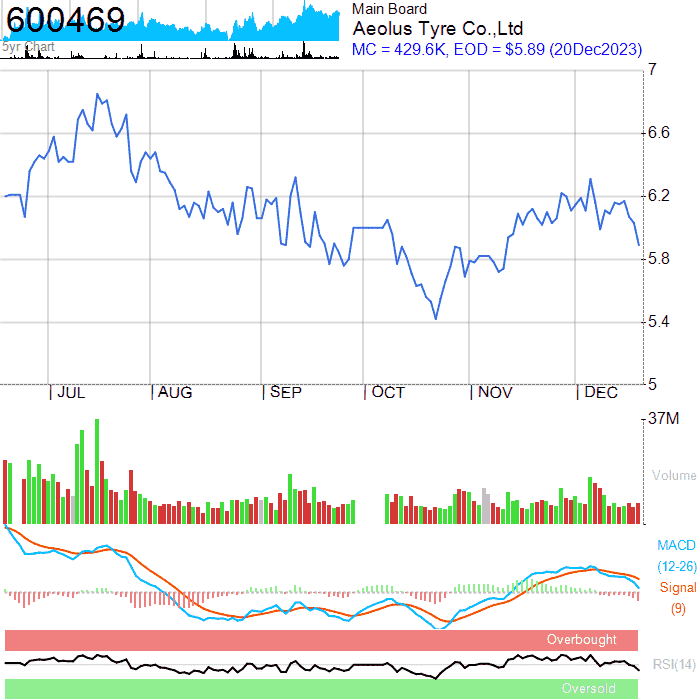 600469
5yr Chart
Main Board
Aeolus Tyre Co.,Ltd
MC = 429.6K, EOD = $5.89 (20Dec2023)
7
6.6
6.2
5.8
5.4
5
JUL AUG SEP OCT NOV DEC
37M
Volume
MACD
(12-26)
Signal
(9)
Overbought
RSI(14)
Oversold